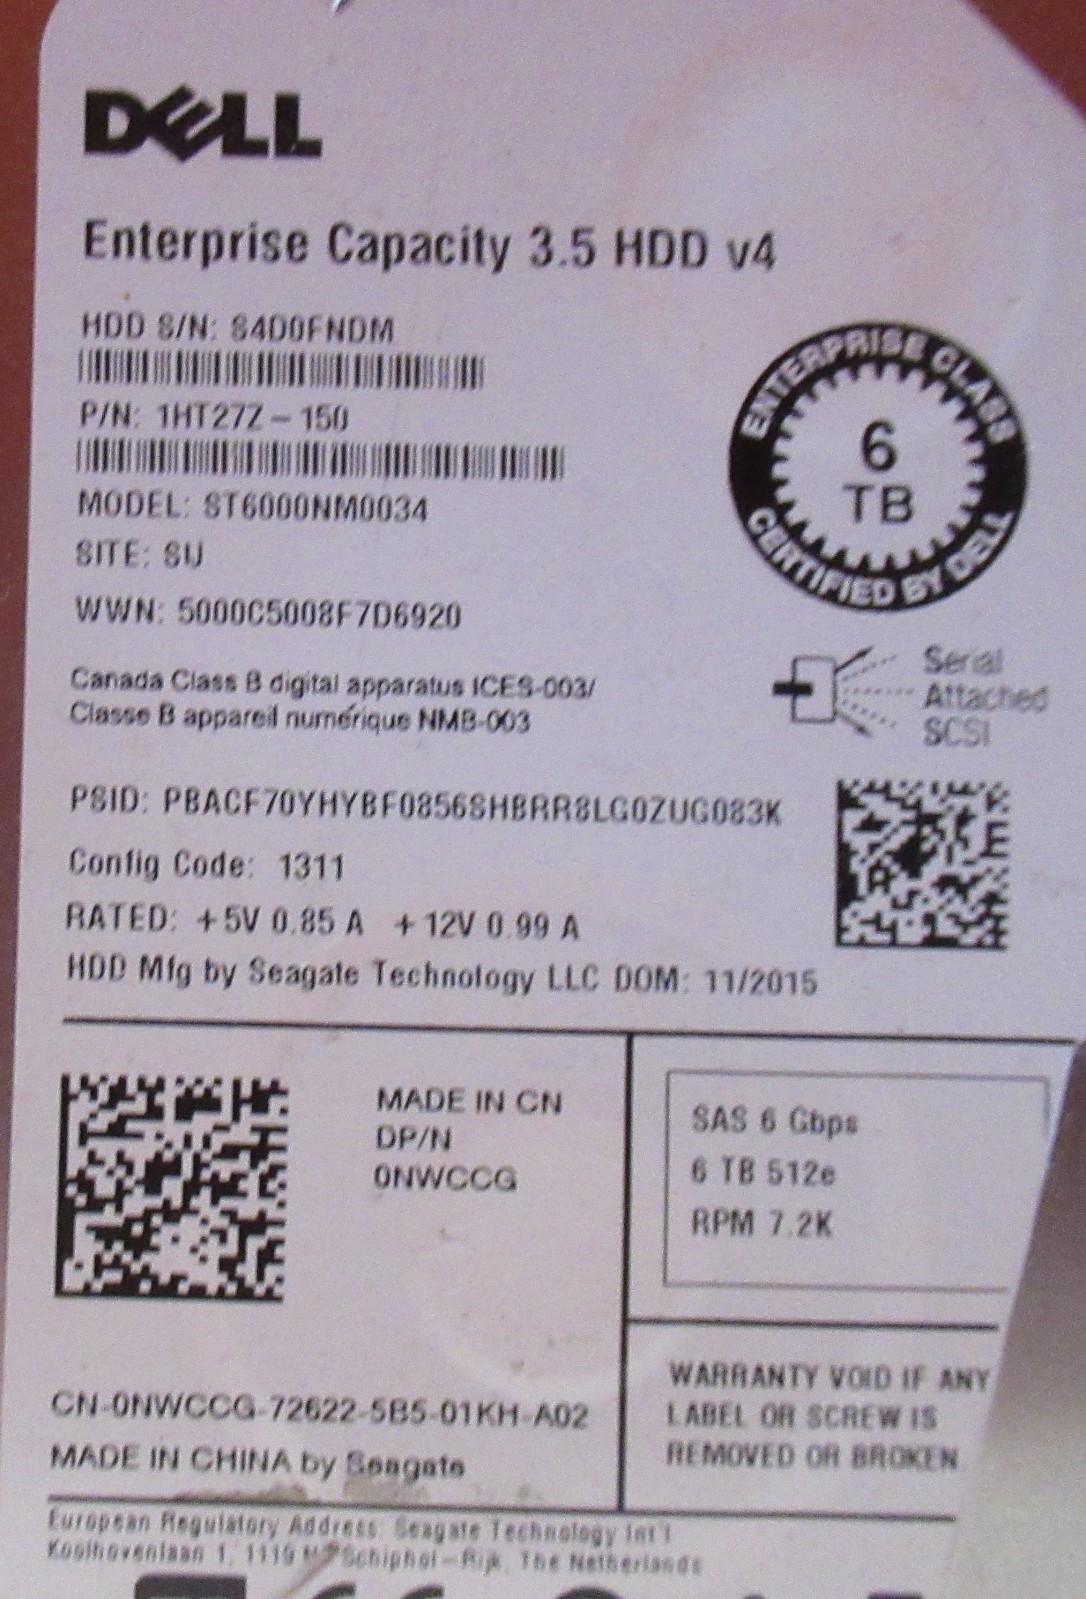 DELL
Enterprise Capacity 3.5 HDD v4
HDD S/N: S4D0FNDM
P/N: 1HT27Z-150
MODEL: ST6000NM0034
SITE: SU
WWN: 5000C5008F7D6920
ENTERPRISE CLASS
6
TB
CERTIFIED BY DELL
Serial
Attached
SCSI
Canada Class B digital apparatus ICES-003/
Classe B appareil numérique NMB-003
PSID: PBACF70YHYBF0856SHBRR8LG0ZUG083K
Config Code: 1311
RATED: +5V 0.85 A +12V 0.99 A
HDD Mfg by Seagate Technology LLC DOM: 11/2015
MADE IN CN
DP/N
0NWCCG
SAS 6 Gbps
6 TB 512e
RPM 7.2K
CN-0NWCCG-72622-5B5-01KH-A02
MADE IN CHINA by Seagate
WARRANTY VOID IF ANY
LABEL OR SCREW IS
REMOVED OR BROKEN
European Regulatory Address: Seagate Technology Int'l
Koolhovenlaan 1, 1119 Schiphol-Rijk, The Netherlands